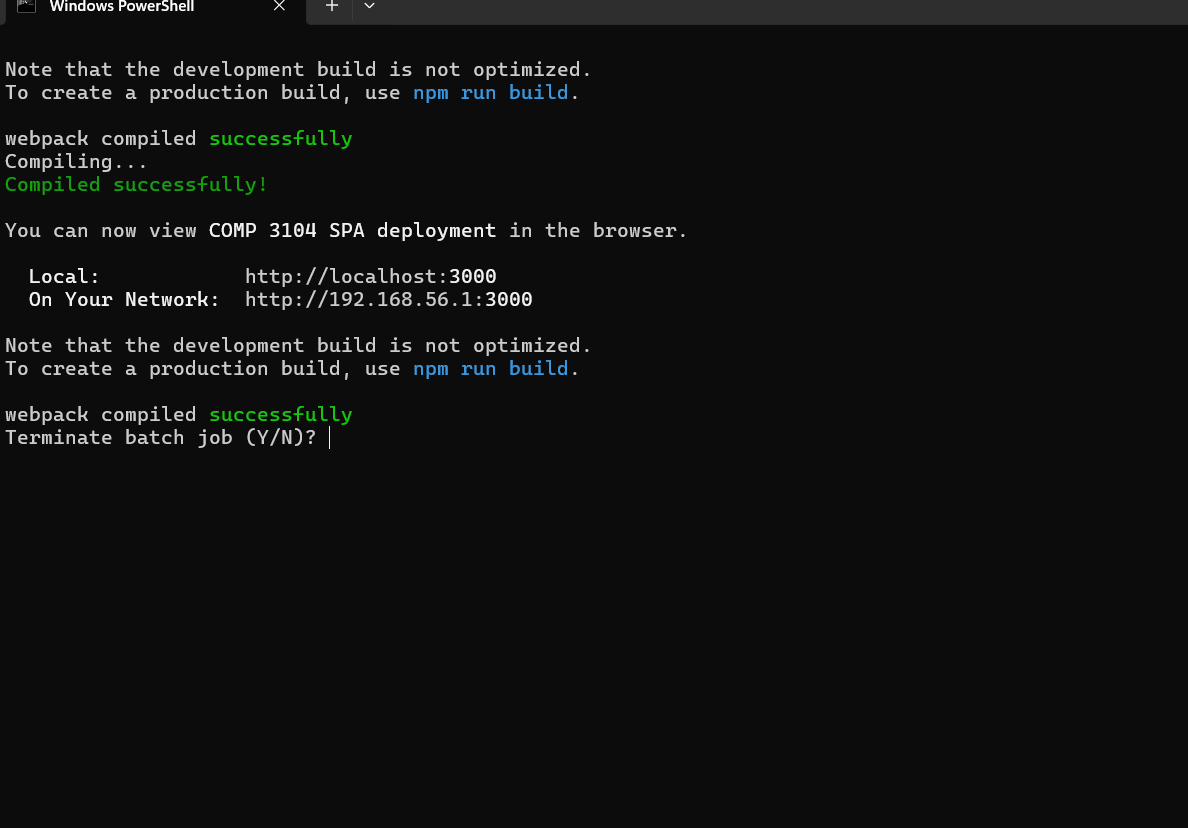 Windows PowerShell
Note that the development build is not optimized.
To create a production build, use npm run build.
webpack compiled successfully
Compiling...
Compiled successfully!
You can now view COMP 3104 SPA deployment in the browser.
Local: http://localhost:3000
On Your Network: http://192.168.56.1:3000
Note that the development build is not optimized.
To create a production build, use npm run build.
webpack compiled successfully
Terminate batch job (Y/N)?